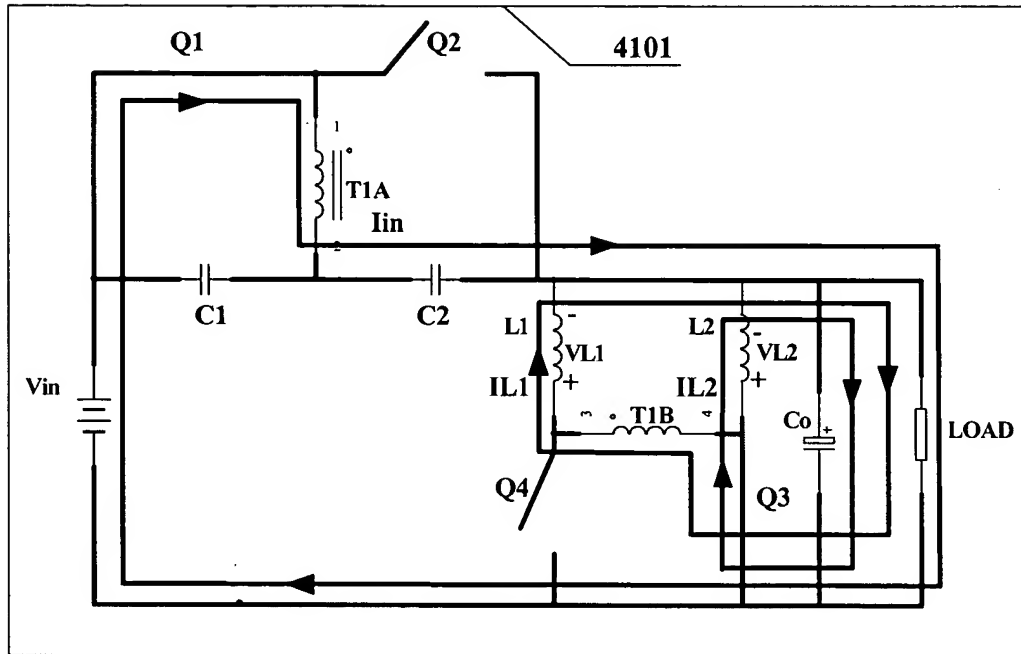 Q1
Q2
4101
1
T1A
Iin
2
C1
C2
L1
-
VL1
+
IL1
L2
-
VL2
+
IL2
Vin
3
T1B
4
Co
+
LOAD
Q4
Q3